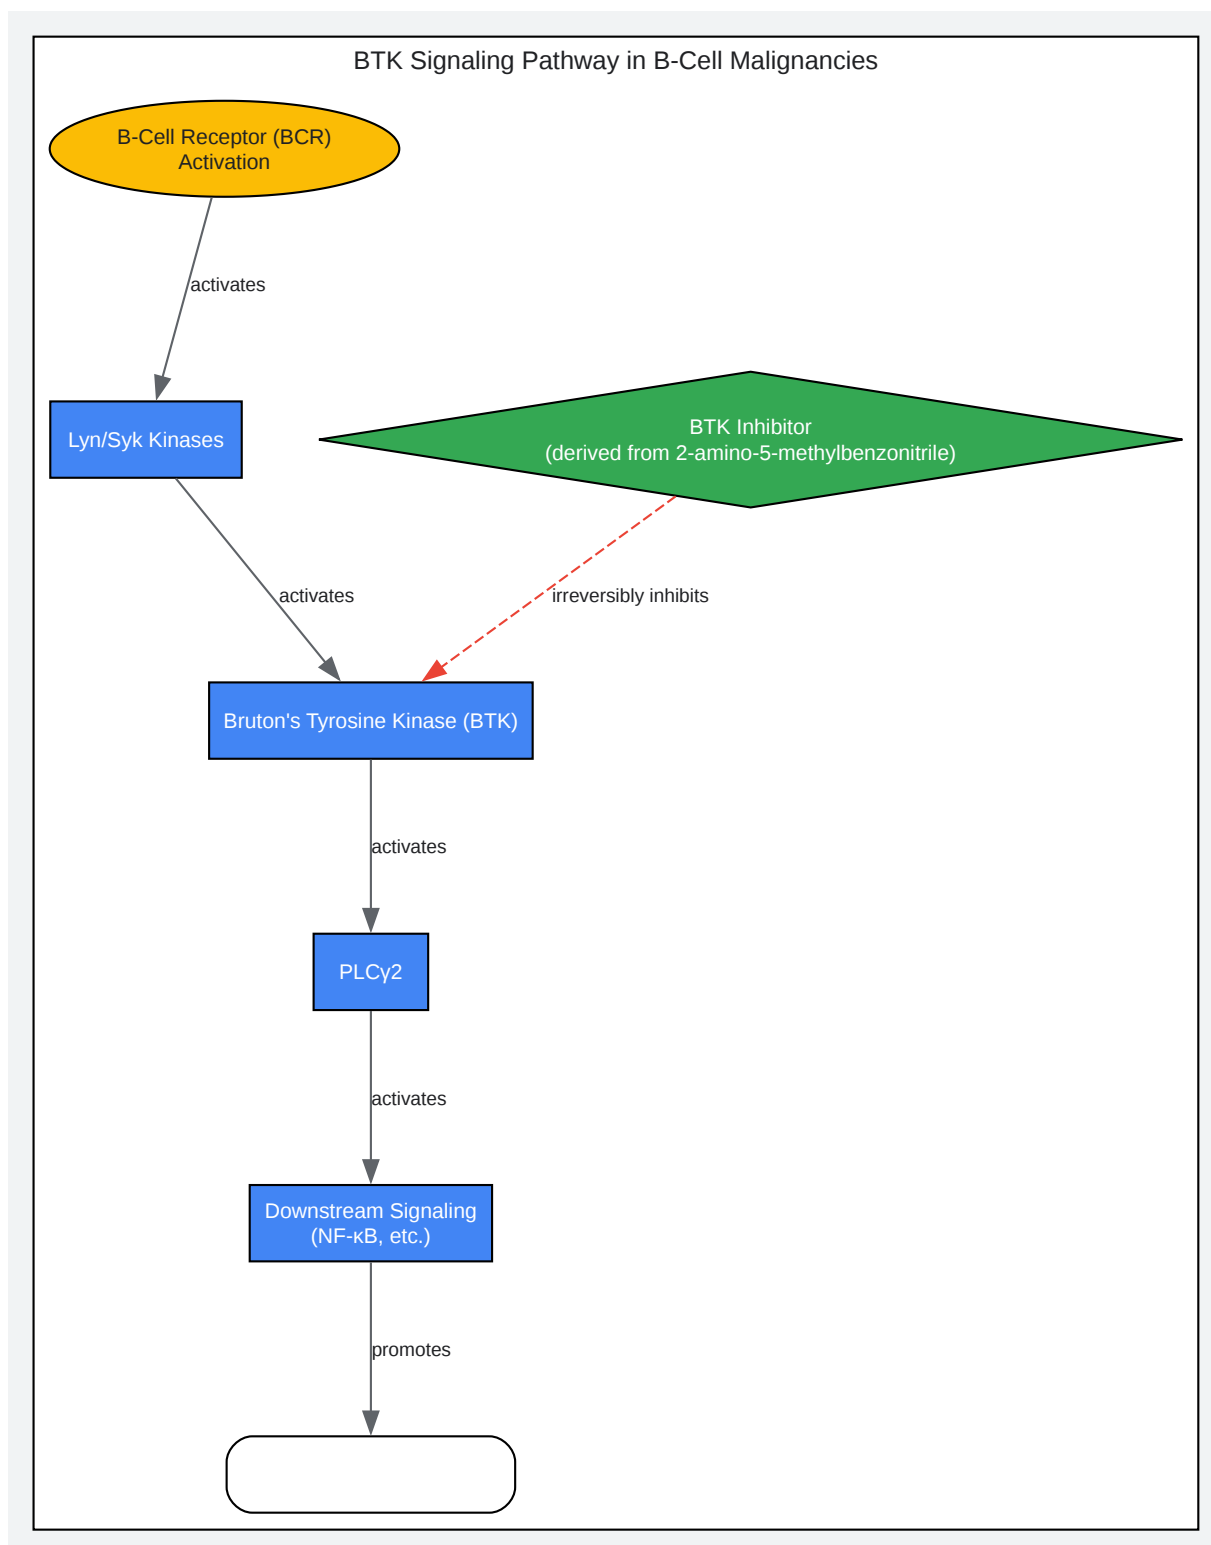 BTK Signaling Pathway in B-Cell Malignancies
B-Cell Receptor (BCR)
Activation
activates
Lyn/Syk Kinases
BTK Inhibitor
(derived from 2-amino-5-methylbenzonitrile)
activates
irreversibly inhibits
Bruton's Tyrosine Kinase (BTK)
activates
PLCγ2
activates
Downstream Signaling
(NF-κB, etc.)
promotes